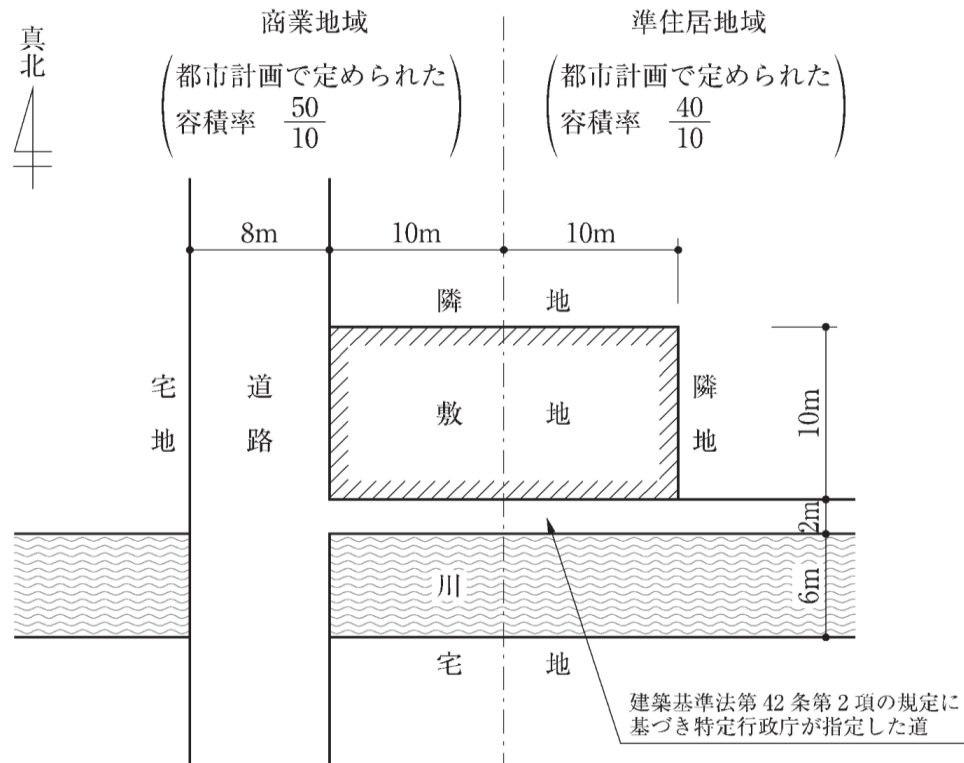 真北
商業地域
(都市計画で定められた
容積率 50/10)
準住居地域
(都市計画で定められた
容積率 40/10)
8m
10m
10m
隣地
宅地
道路
敷地
隣地
10m
2m
川
6m
宅地
建築基準法第42条第2項の規定に
基づき特定行政庁が指定した道